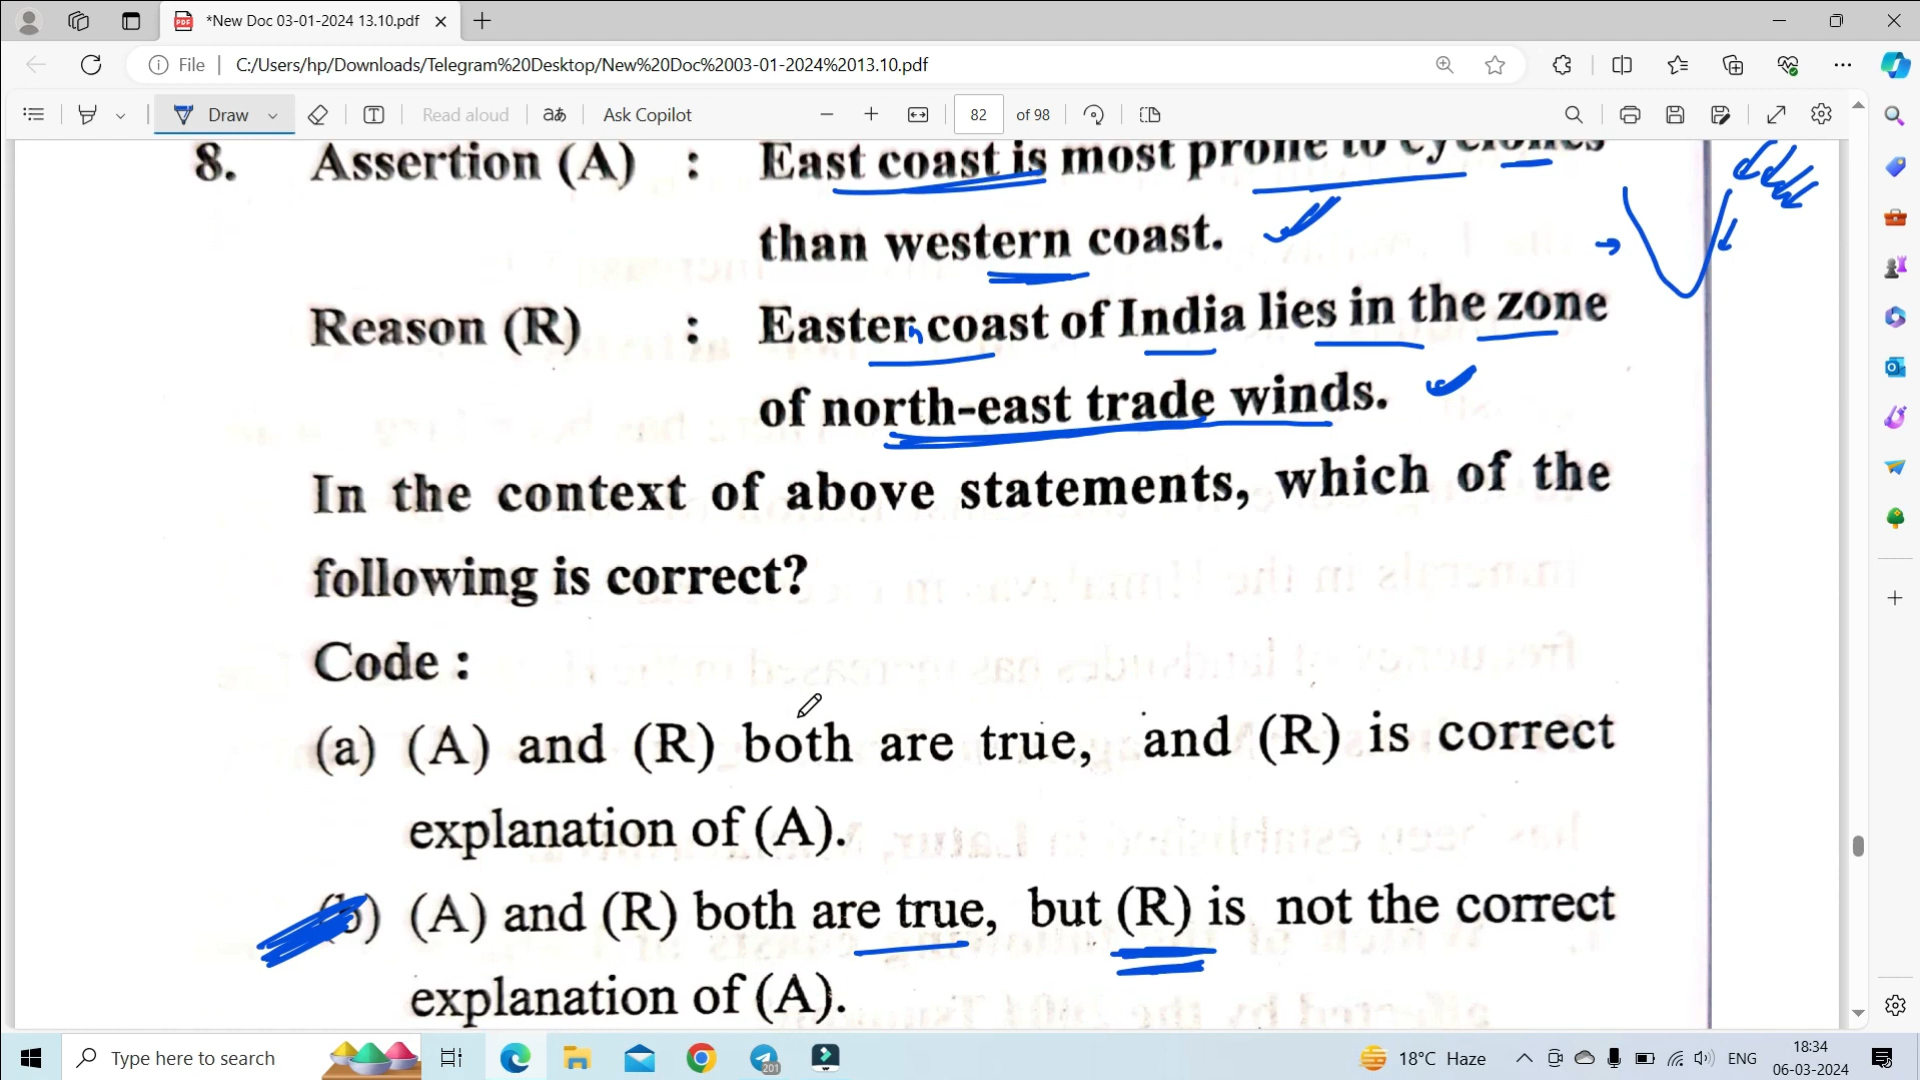 *New Doc 03-01-2024 13.10.pdf
File
C:/Users/hp/Downloads/Telegram%20Desktop/New%20Doc%2003-01-2024%2013.10.pdf
Draw
Read aloud
aあ
Ask Copilot
82 of 98
8. Assertion (A) : East coast is most prone to cyclones
than western coast.
Reason (R) : Eastern coast of India lies in the zone
of north-east trade winds.
In the context of above statements, which of the
following is correct?
Code :
(a) (A) and (R) both are true, and (R) is correct
explanation of (A).
(b) (A) and (R) both are true, but (R) is not the correct
explanation of (A).
Type here to search
201
18°C Haze
ENG
18:34
06-03-2024